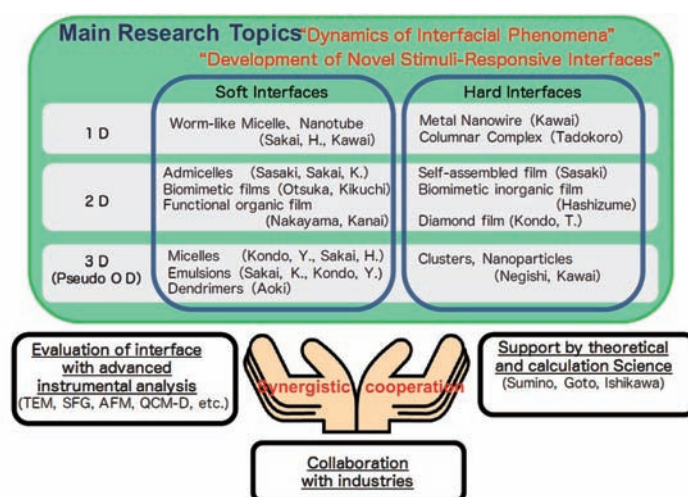 Main Research Topics "Dynamics of Interfacial Phenomena"
"Development of Novel Stimuli-Responsive Interfaces"
Soft Interfaces
Hard Interfaces
1 D
Worm-like Micelle、Nanotube
(Sakai, H., Kawai)
Metal Nanowire (Kawai)
Columnar Complex (Tadokoro)
2 D
Admicelles (Sasaki, Sakai, K.)
Biomimetic films (Otsuka, Kikuchi)
Functional organic film
(Nakayama, Kanai)
Self-assembled film (Sasaki)
Biomimetic inorganic film
(Hashizume)
Diamond film (Kondo, T.)
3 D
(Pseudo O D)
Micelles (Kondo, Y., Sakai, H.)
Emulsions (Sakai, K., Kondo, Y.)
Dendrimers (Aoki)
Clusters, Nanoparticles
(Negishi, Kawai)
Evaluation of interface
with advanced
instrumental analysis
(TEM, SFG, AFM, QCM-D, etc.)
Synergistic cooperation
Support by theoretical
and calculation Science
(Sumino, Goto, Ishikawa)
Collaboration
with industries